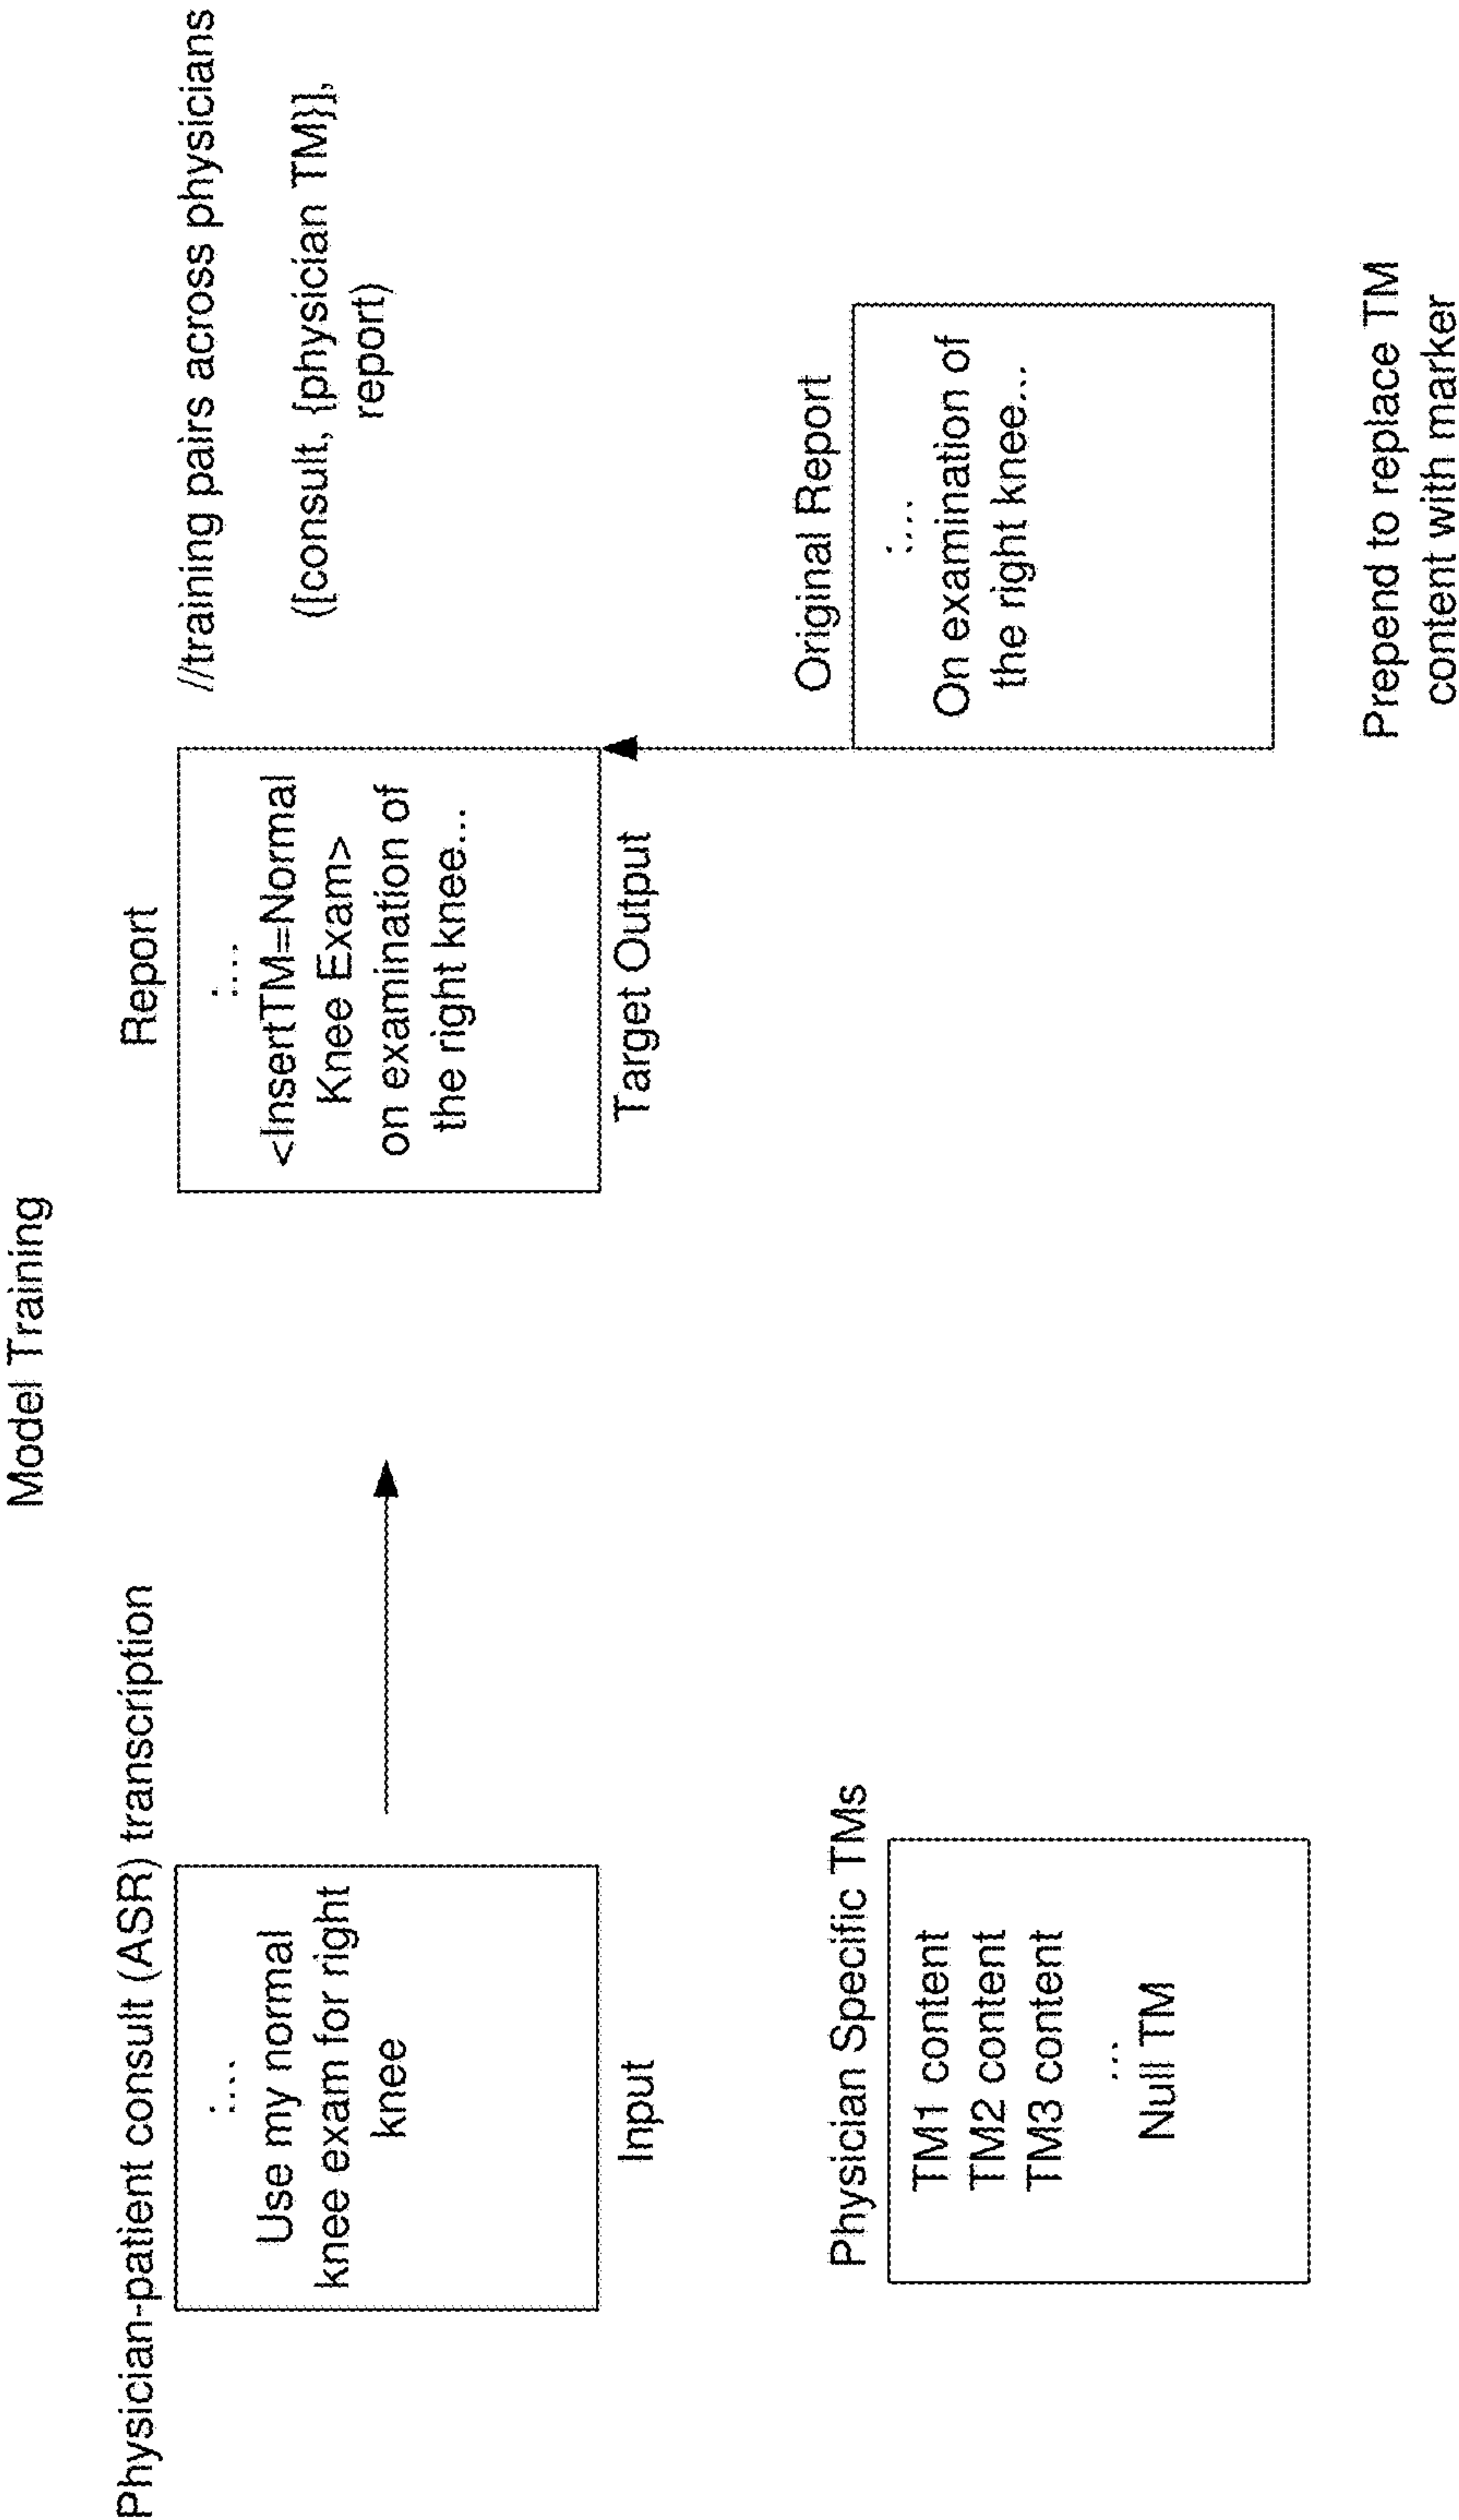 Model Training
Physician-patient consult (ASR) transcription
....
Use my normal
knee exam for right
knee
Input
Report
....
<InsertTM=Normal
Knee Exam>
on examination of
the right knee...
Target Output
//training pairs across physicians
([consult, {physician TM}],
report)
Physician Specific TMs
TM1 content
TM2 content
TM3 content
...
Null TM
Original Report
....
On examination of
the right knee...
Prepend to replace TM
content with marker